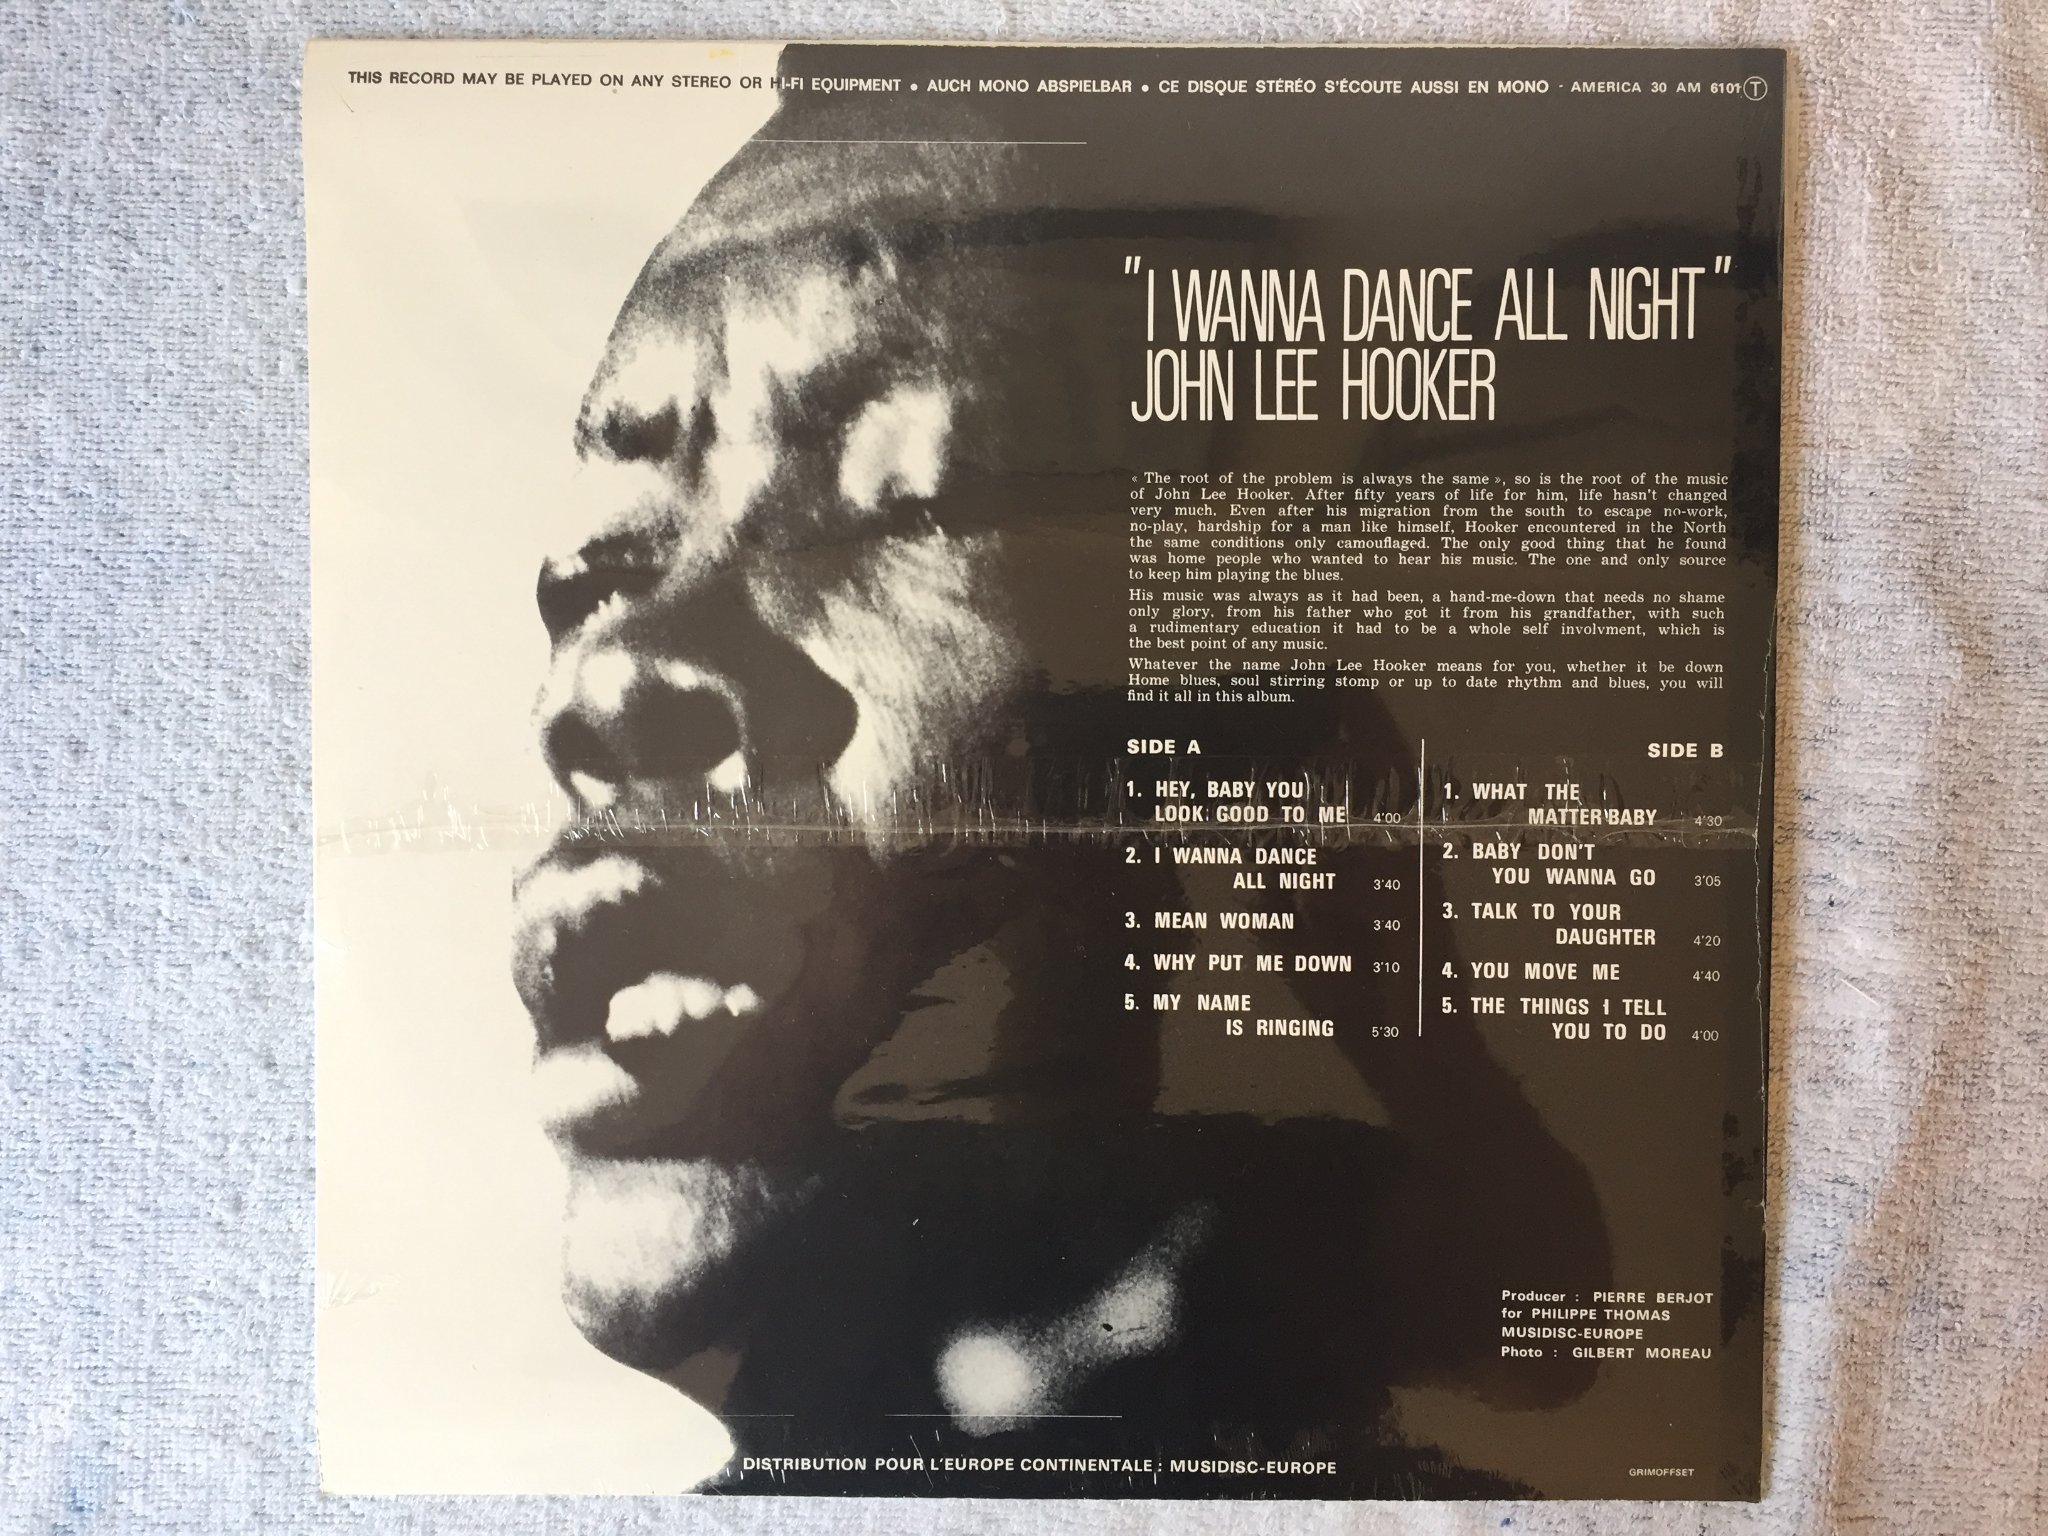 THIS RECORD MAY BE PLAYED ON ANY STEREO OR HI-FI EQUIPMENT • AUCH MONO ABSPIELBAR • CE DISQUE STÉRÉO S'ÉCOUTE AUSSI EN MONO - AMERICA 30 AM 6101 T
"I WANNA DANCE ALL NIGHT"
JOHN LEE HOOKER
« The root of the problem is always the same », so is the root of the music
of John Lee Hooker. After fifty years of life for him, life hasn't changed
very much. Even after his migration from the south to escape no-work,
no-play, hardship for a man like himself, Hooker encountered in the North
the same conditions only camouflaged. The only good thing that he found
was home people who wanted to hear his music. The one and only source
to keep him playing the blues.
His music was always as it had been, a hand-me-down that needs no shame
only glory, from his father who got it from his grandfather, with such
a rudimentary education it had to be a whole self involvment, which is
the best point of any music.
Whatever the name John Lee Hooker means for you, whether it be down
Home blues, soul stirring stomp or up to date rhythm and blues, you will
find it all in this album.
SIDE A
1. HEY, BABY YOU
LOOK GOOD TO ME 4'00
2. I WANNA DANCE
ALL NIGHT 3'40
3. MEAN WOMAN 3'40
4. WHY PUT ME DOWN 3'10
5. MY NAME
IS RINGING 5'30
SIDE B
1. WHAT THE
MATTER BABY 4'30
2. BABY DON'T
YOU WANNA GO 3'05
3. TALK TO YOUR
DAUGHTER 4'20
4. YOU MOVE ME 4'40
5. THE THINGS I TELL
YOU TO DO 4'00
Producer : PIERRE BERJOT
for PHILIPPE THOMAS
MUSIDISC-EUROPE
Photo : GILBERT MOREAU
DISTRIBUTION POUR L'EUROPE CONTINENTALE : MUSIDISC-EUROPE
GRIMOFFSET